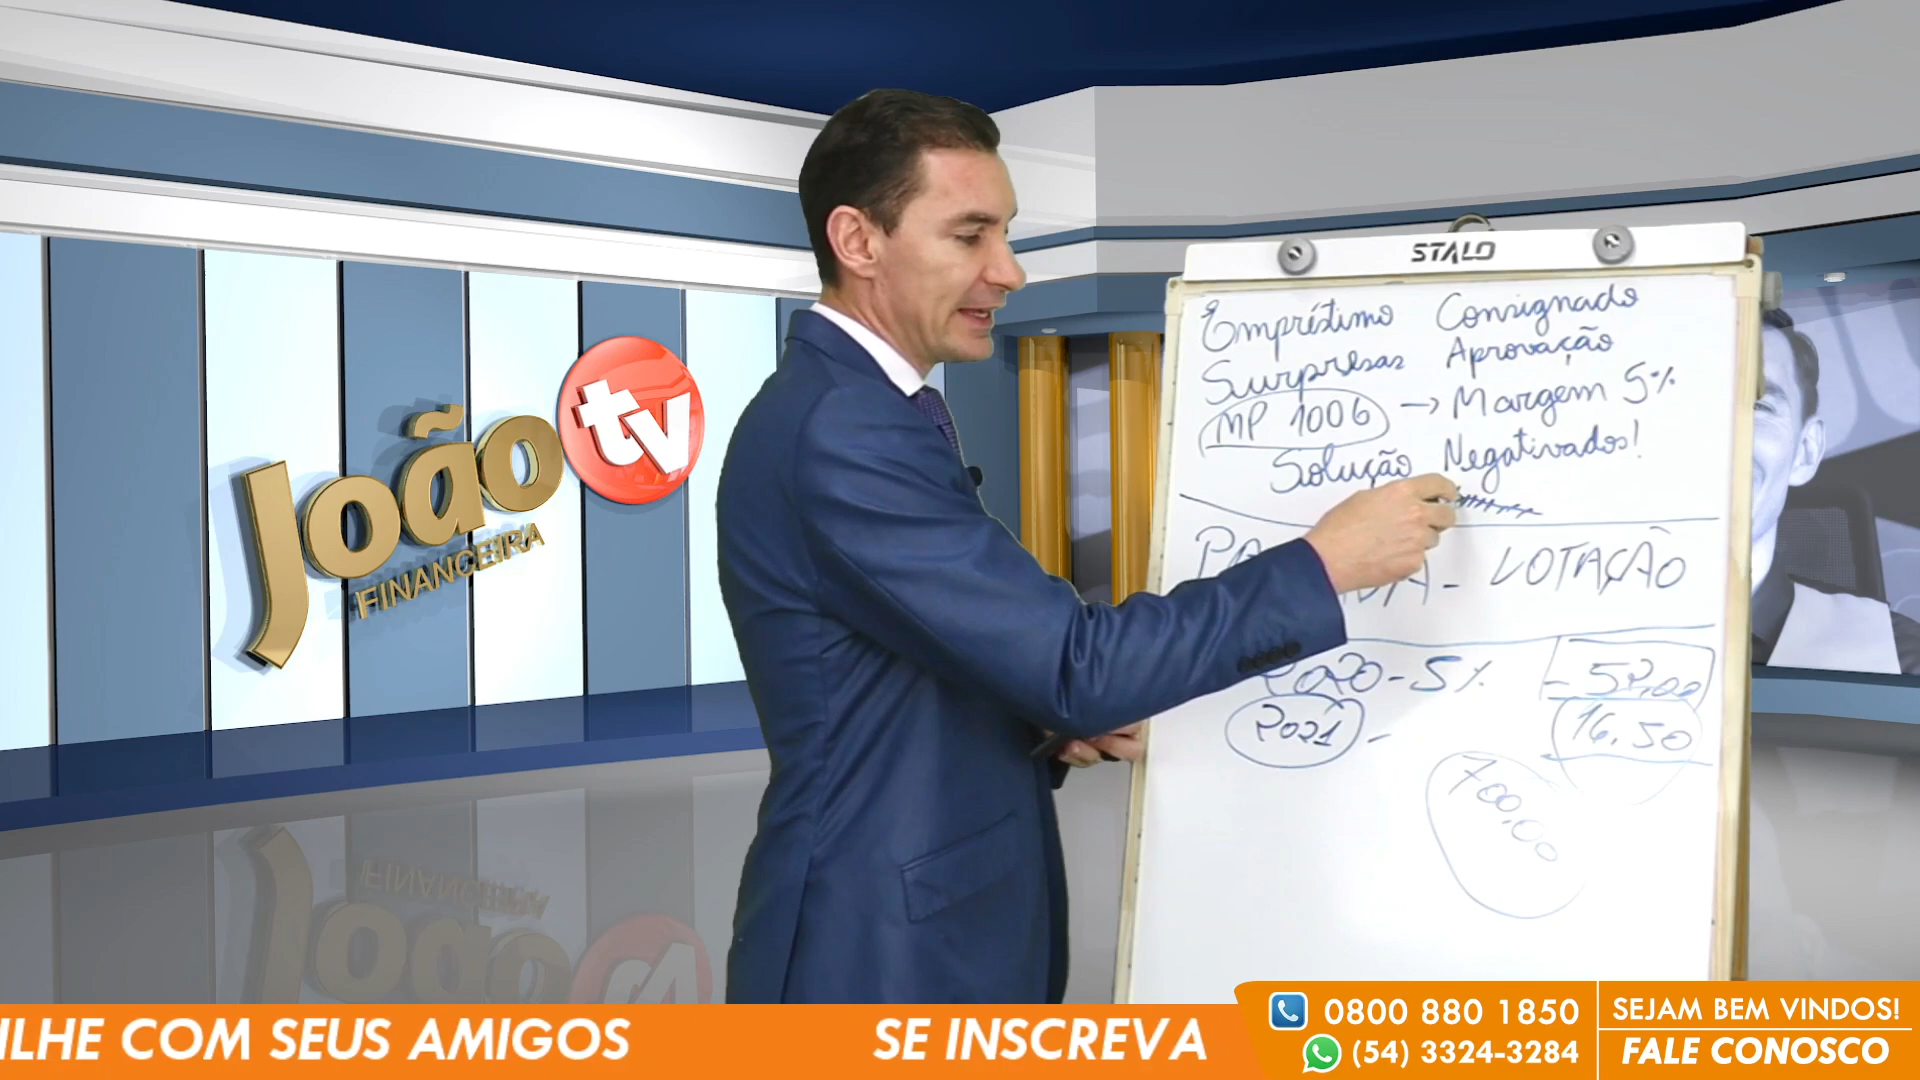 João
tv
FINANCEIRA
STALO
Empréstimo Consignado
Surpresas Aprovação
MP 1006 → Margem 5%
Solução Negativados!
- LOTAÇÃO
2020 - 5% - 52,00
2021 - 16,50
700,00
ILHE COM SEUS AMIGOS
SE INSCREVA
0800 880 1850
(54) 3324-3284
SEJAM BEM VINDOS!
FALE CONOSCO